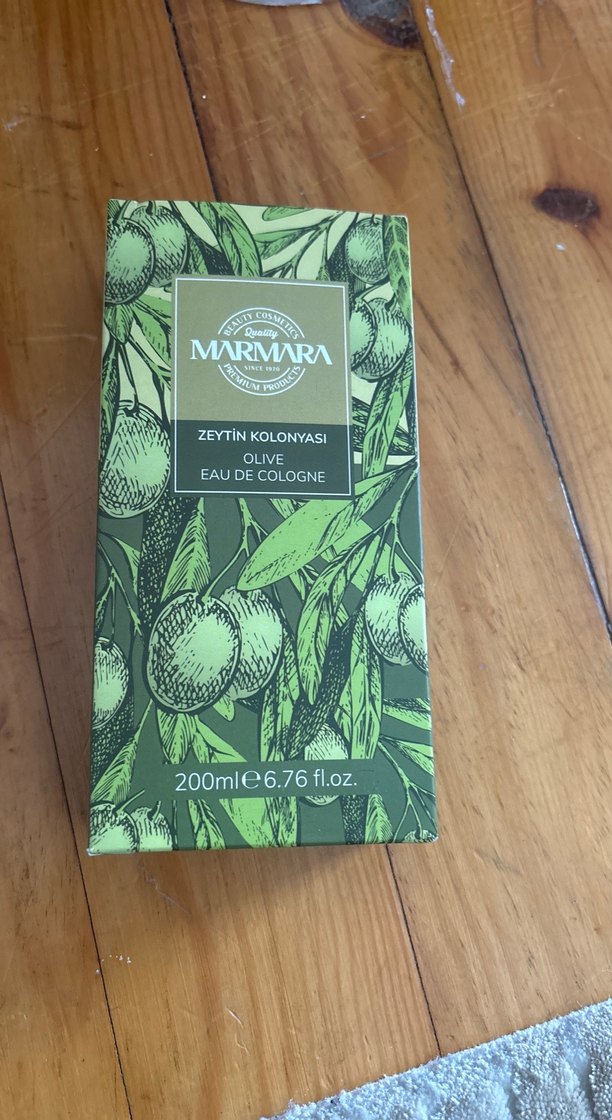 BEAUTY COSMETICS
Quality
MARMARA
SINCE 1970
PREMIUM PRODUCTS
ZEYTİN KOLONYASI
OLIVE
EAU DE COLOGNE
200ml℮6.76 fl.oz.